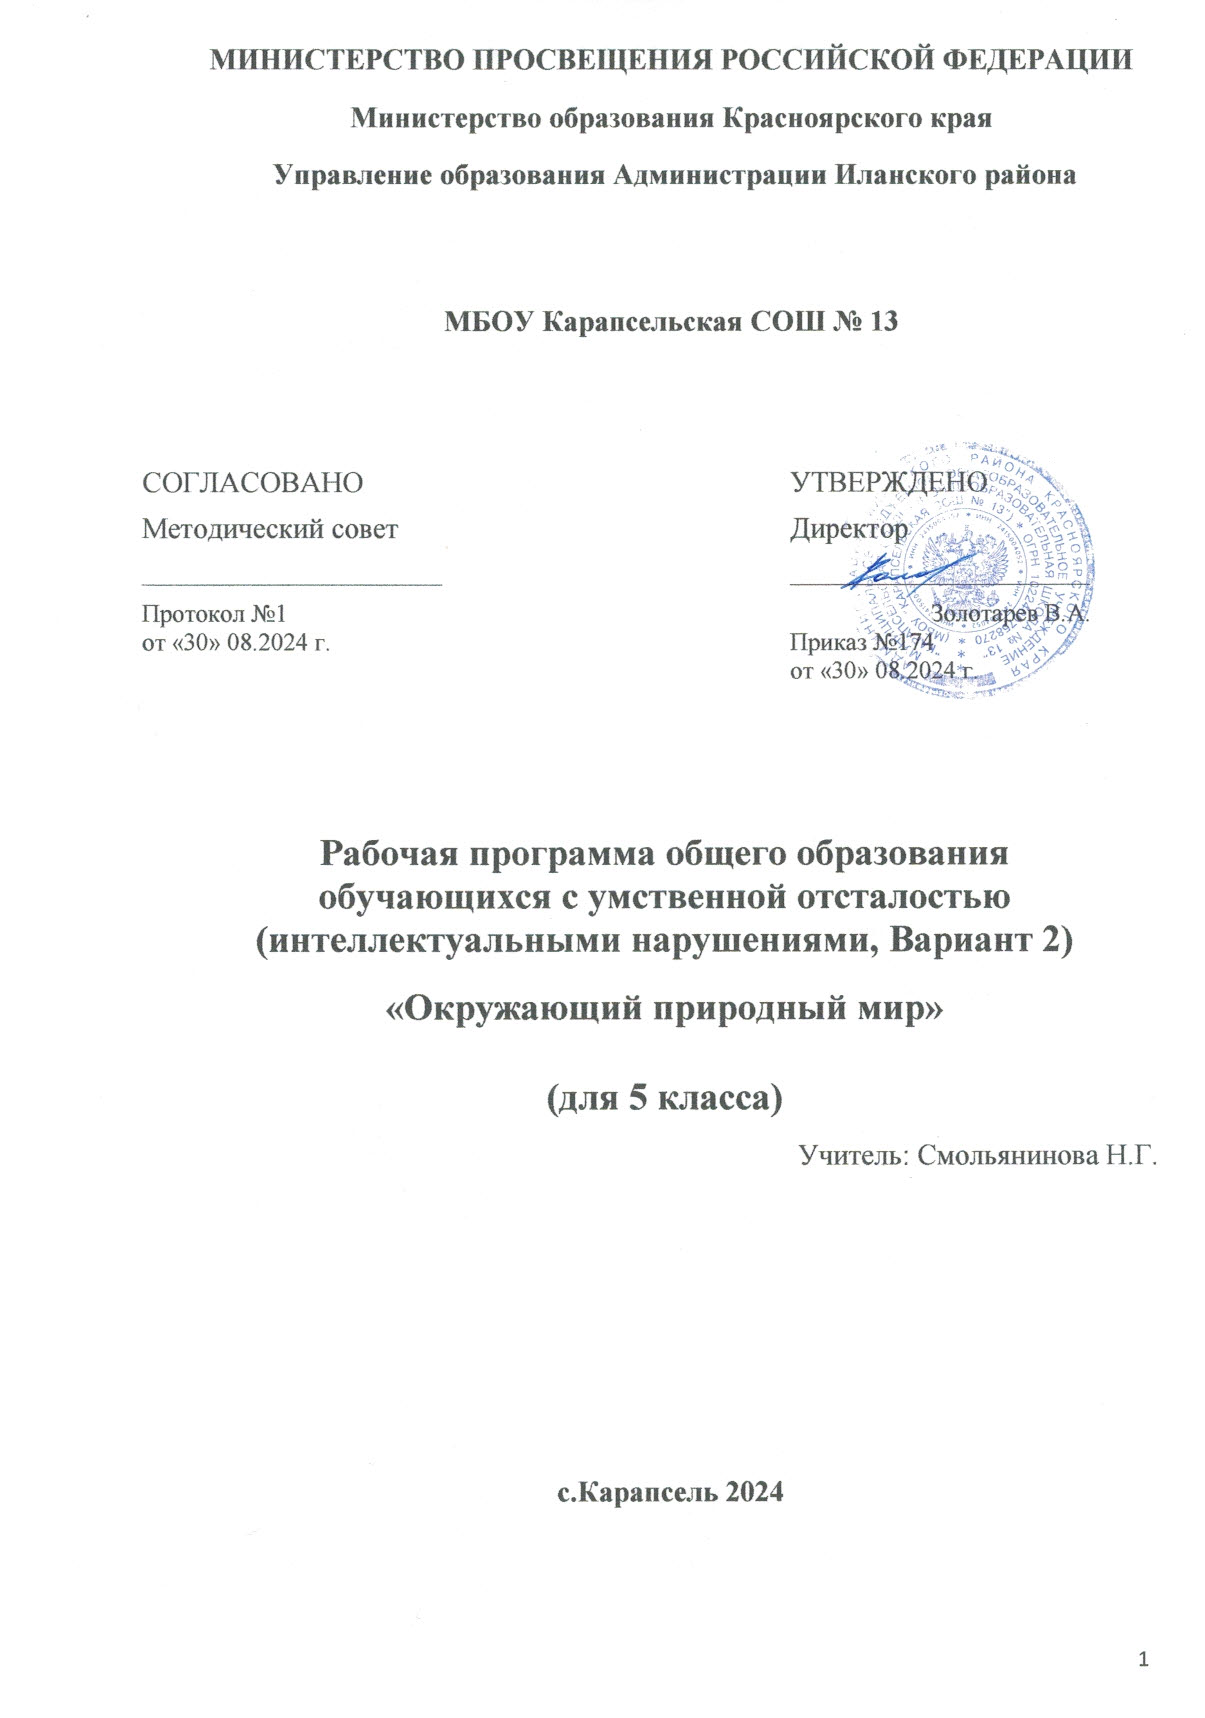 МИНИСТЕРСТВО ПРОСВЕЩЕНИЯ РОССИЙСКОЙ ФЕДЕРАЦИИ
Министерство образования Красноярского края
Управление образования Администрации Иланского района
МБОУ Карапсельская СОШ № 13
СОГЛАСОВАНО
Методический совет
Протокол №1
от «30» 08.2024 г.
УТВЕРЖДЕНО
Директор
Золотарев В.А.
Приказ №174
от «30» 08.2024 г.
РАЙОНА КРАСНОЯРСКОГО КРАЯ
Рабочая программа общего образования
обучающихся с умственной отсталостью
(интеллектуальными нарушениями, Вариант 2)
«Окружающий природный мир»
(для 5 класса)
Учитель: Смольянинова Н.Г.
с.Карапсель 2024
1